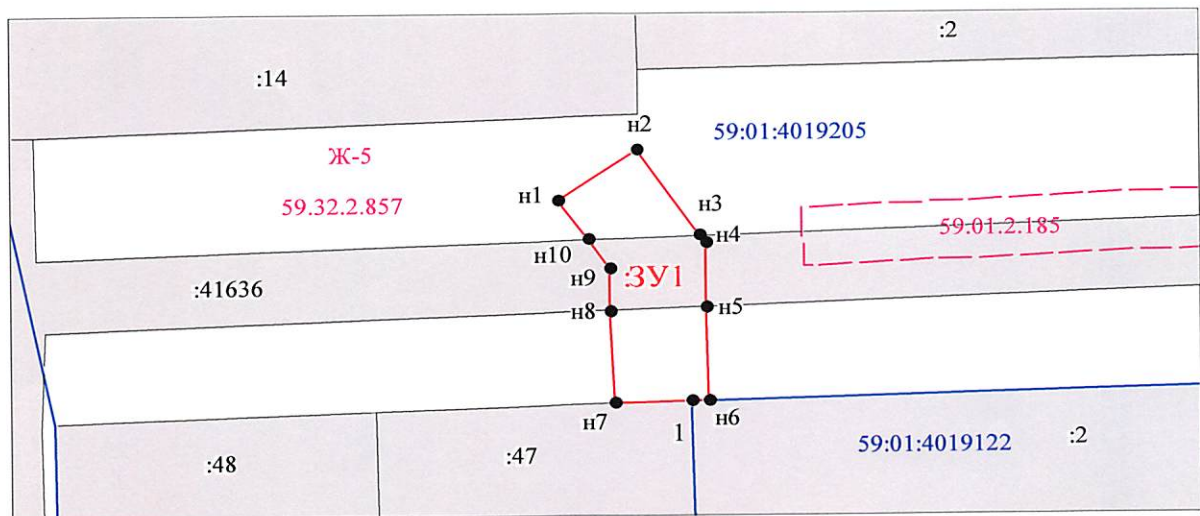 :2
:14
н2
59:01:4019205
Ж-5
н1
59.32.2.857
н3
н4
59.01.2.185
н10
н9
:ЗУ1
:41636
н8
н5
н7
1
н6
59:01:4019122
:2
:48
:47